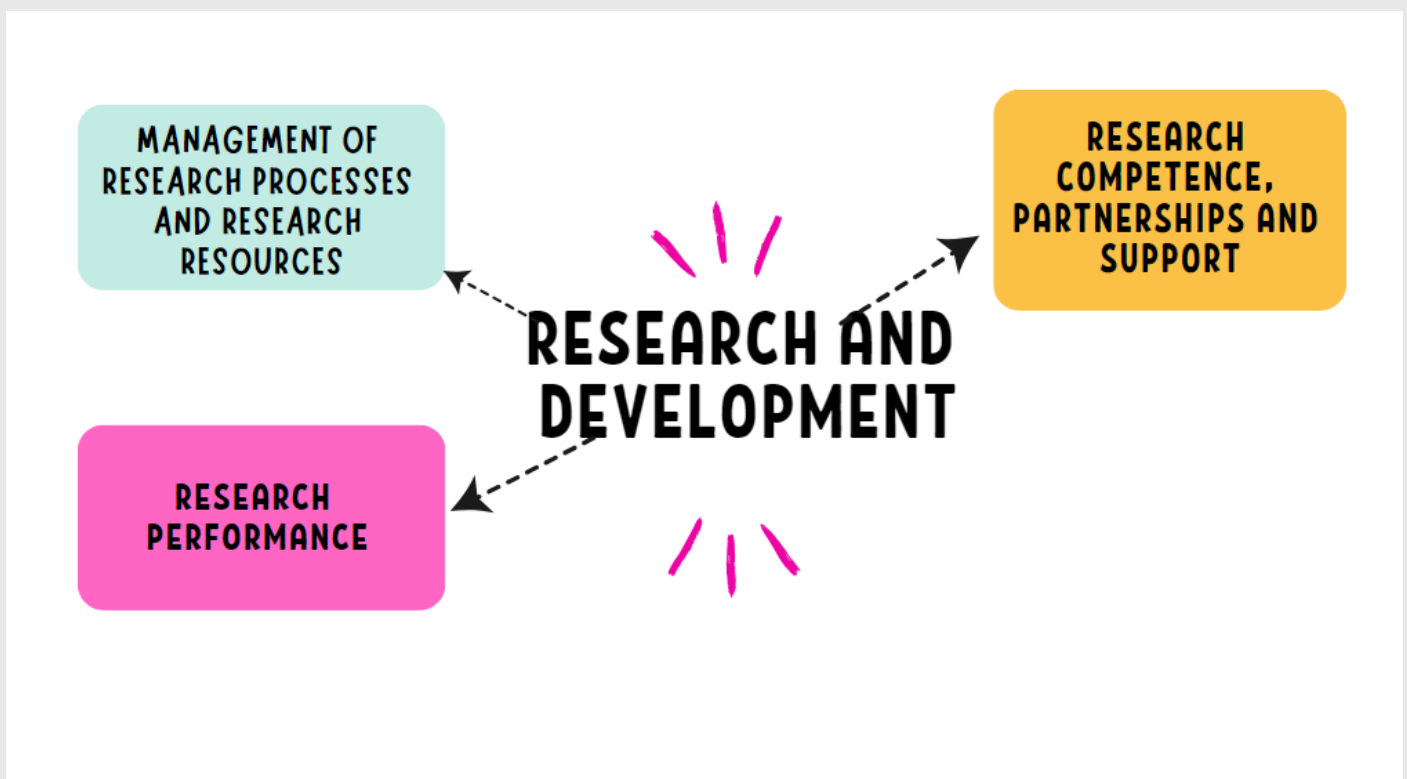 MANAGEMENT OF
RESEARCH PROCESSES
AND RESEARCH
RESOURCES
RESEARCH
COMPETENCE,
PARTNERSHIPS AND
SUPPORT
RESEARCH AND
DEVELOPMENT
RESEARCH
PERFORMANCE